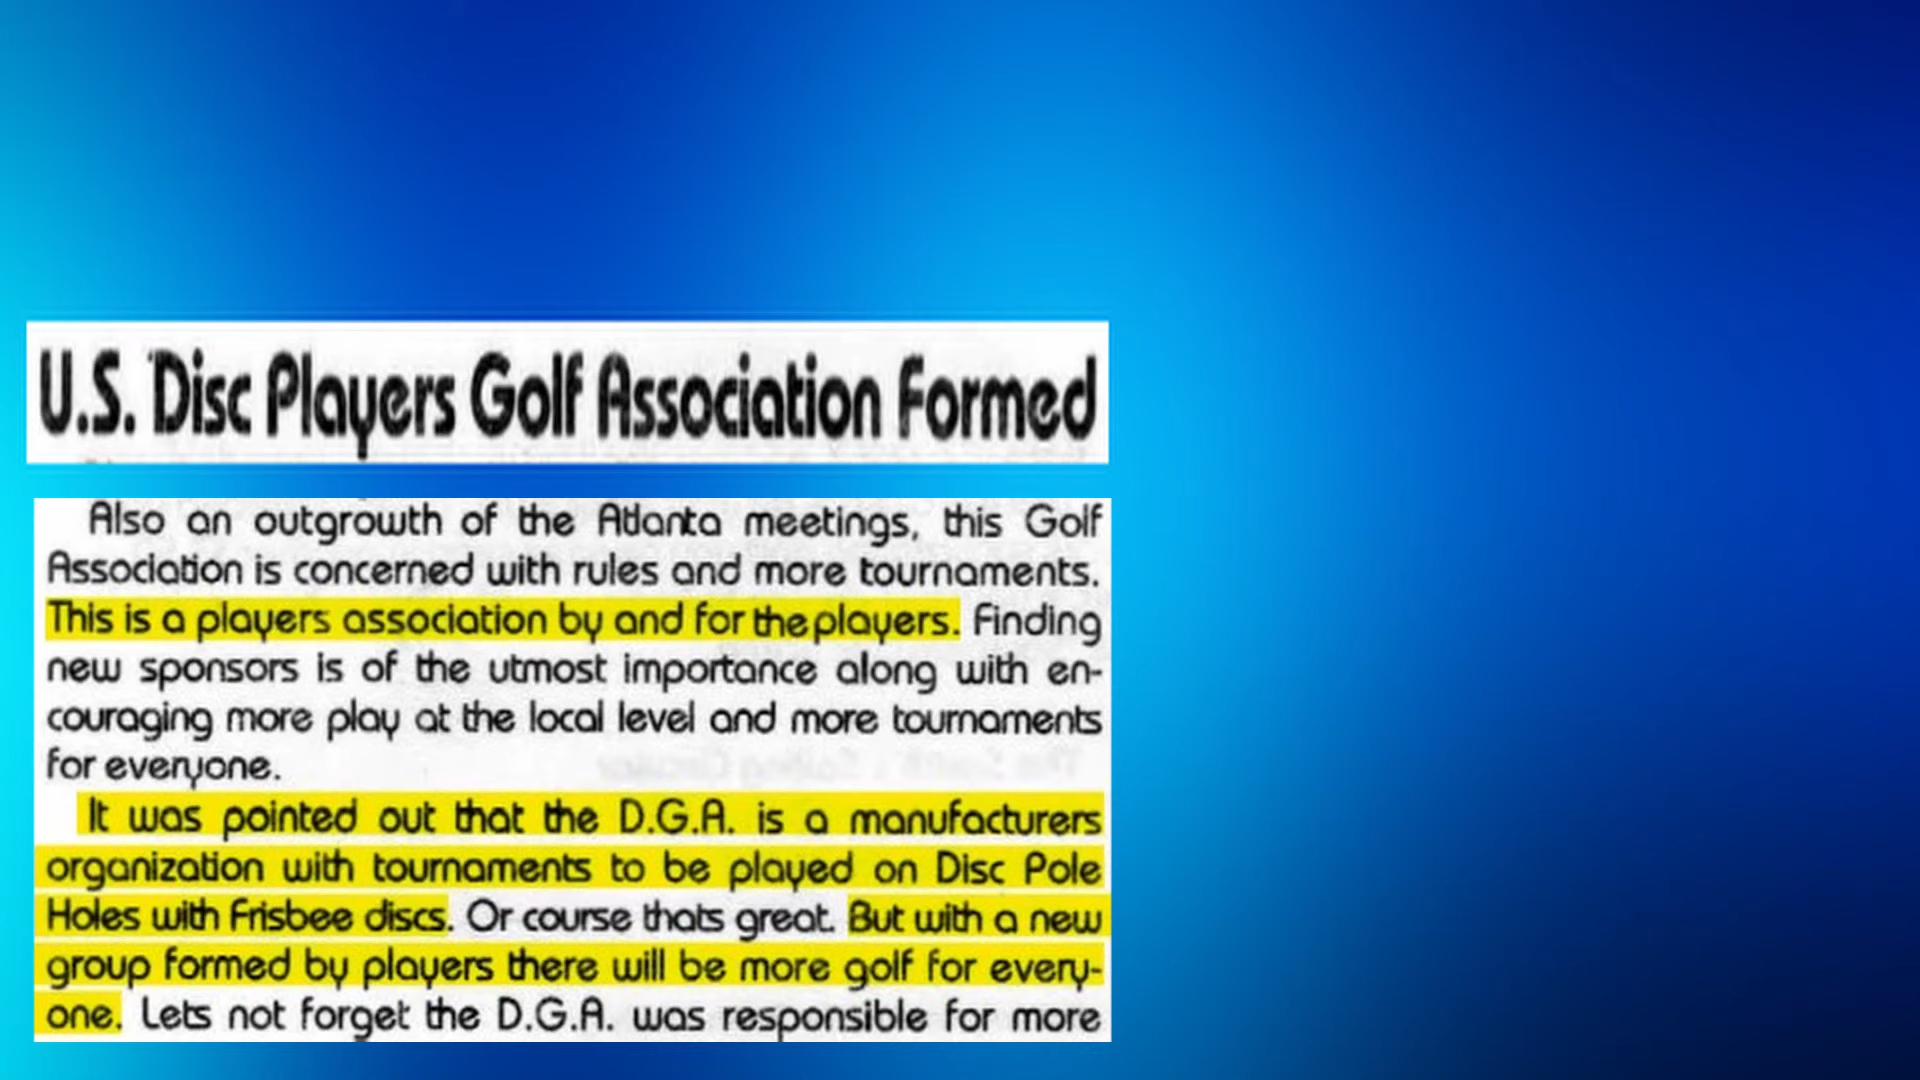 U.S. Disc Players Golf Association Formed
Also an outgrowth of the Atlanta meetings, this Golf
Association is concerned with rules and more tournaments.
This is a players association by and for the players. Finding
new sponsors is of the utmost importance along with en-
couraging more play at the local level and more tournaments
for everyone.
It was pointed out that the D.G.A. is a manufacturers
organization with tournaments to be played on Disc Pole
Holes with Frisbee discs. Or course thats great. But with a new
group formed by players there will be more golf for every-
one. Lets not forget the D.G.A. was responsible for more